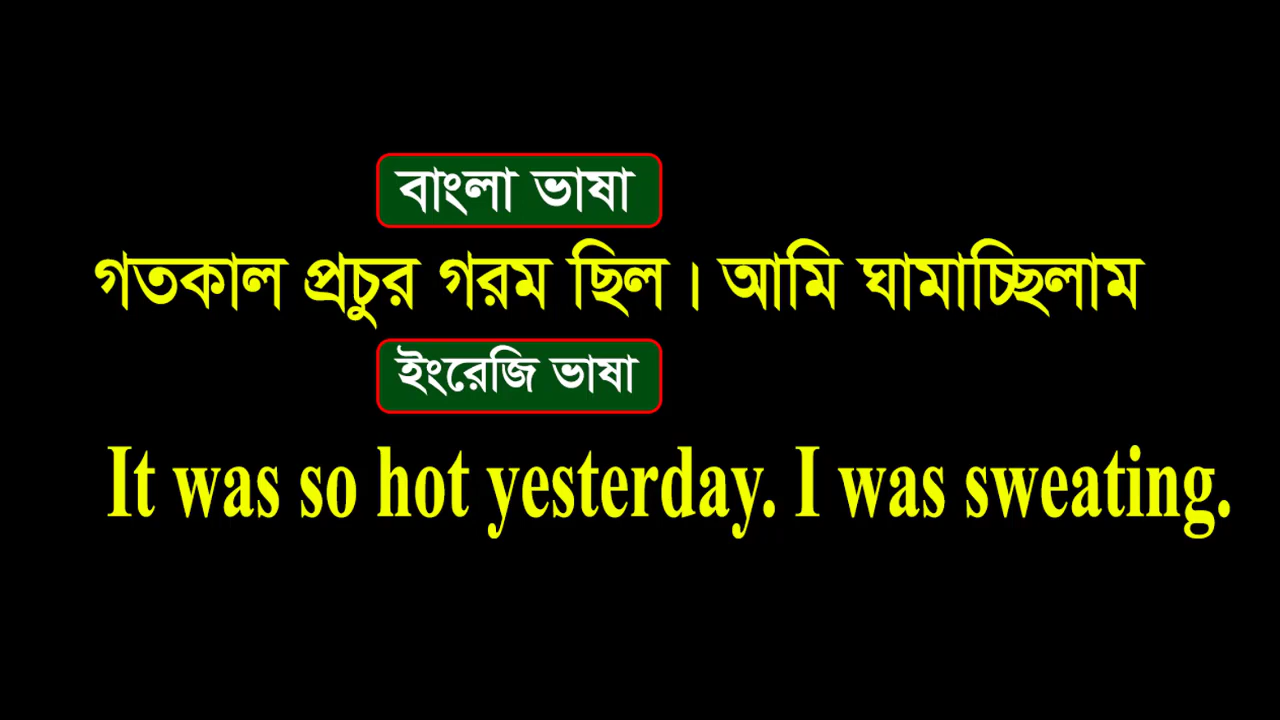 বাংলা ভাষা
গতকাল প্রচুর গরম ছিল। আমি ঘামাচ্ছিলাম
ইংরেজি ভাষা
It was so hot yesterday. I was sweating.